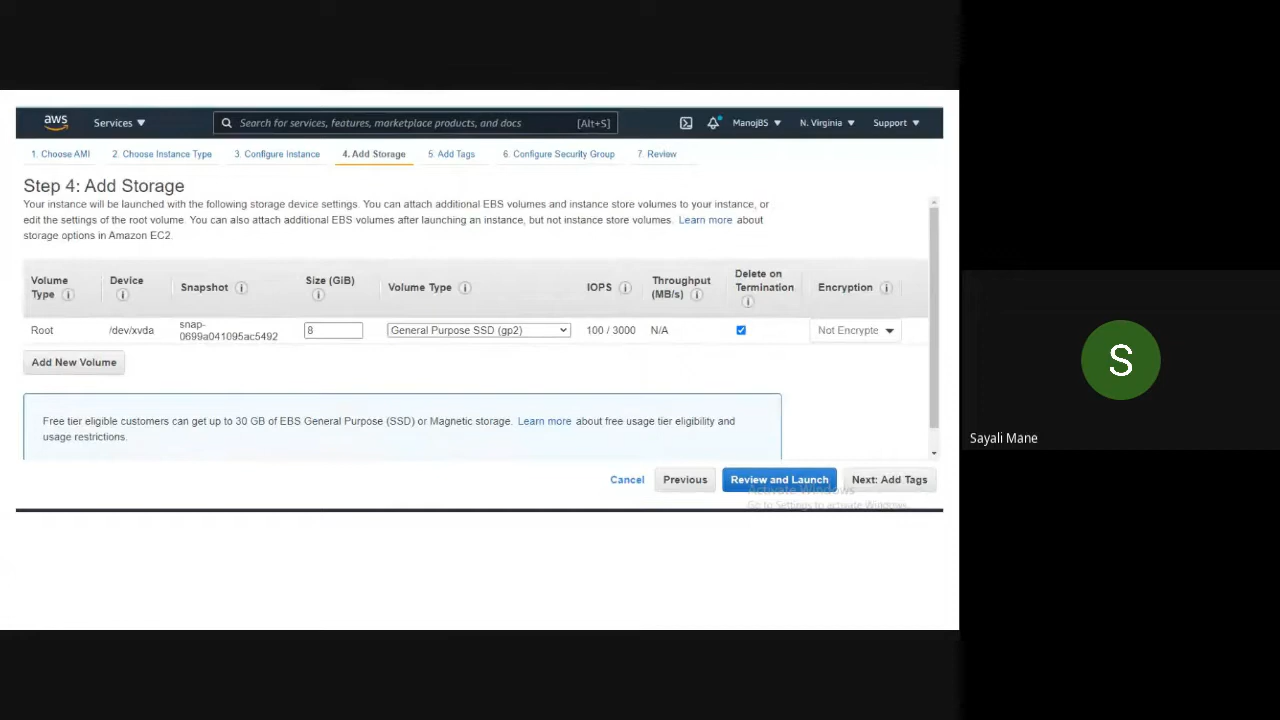 aws
Services
Search for services, features, marketplace products, and docs
[Alt+S]
ManojBS
N. Virginia
Support
1. Choose AMI
2. Choose Instance Type
3. Configure Instance
4. Add Storage
5. Add Tags
6. Configure Security Group
7. Review
Step 4: Add Storage
Your instance will be launched with the following storage device settings. You can attach additional EBS volumes and instance store volumes to your instance, or
edit the settings of the root volume. You can also attach additional EBS volumes after launching an instance, but not instance store volumes. Learn more about
storage options in Amazon EC2.
Volume
Type
Device
Snapshot
Size (GiB)
Volume Type
IOPS
Throughput
(MB/s)
Delete on
Termination
Encryption
Root
/dev/xvda
snap-
0699a041095ac5492
8
General Purpose SSD (gp2)
100 / 3000
N/A
Not Encrypte
Add New Volume
Free tier eligible customers can get up to 30 GB of EBS General Purpose (SSD) or Magnetic storage. Learn more about free usage tier eligibility and
usage restrictions.
Cancel
Previous
Review and Launch
Next: Add Tags
Activate Windows
Go to Settings to activate Windows.
S
Sayali Mane